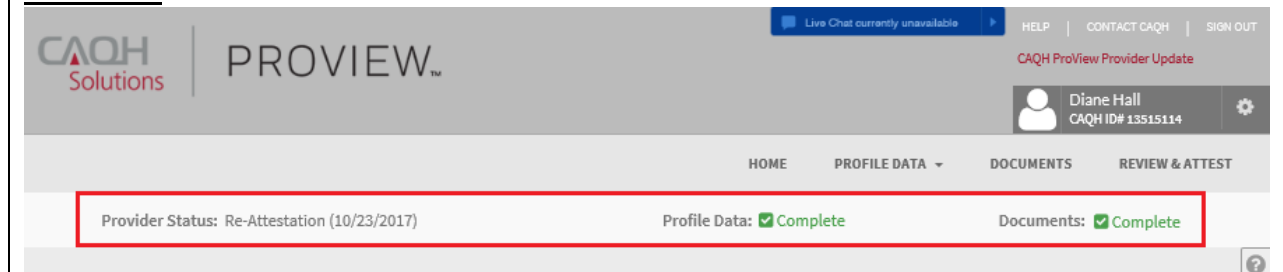 Live Chat currently unavailable
HELP | CONTACT CAQH | SIGN OUT
CAQH
Solutions
PROVIEW™
CAQH ProView Provider Update
Diane Hall
CAQH ID# 13515114
HOME PROFILE DATA DOCUMENTS REVIEW & ATTEST
Provider Status: Re-Attestation (10/23/2017) Profile Data: Complete Documents: Complete
?